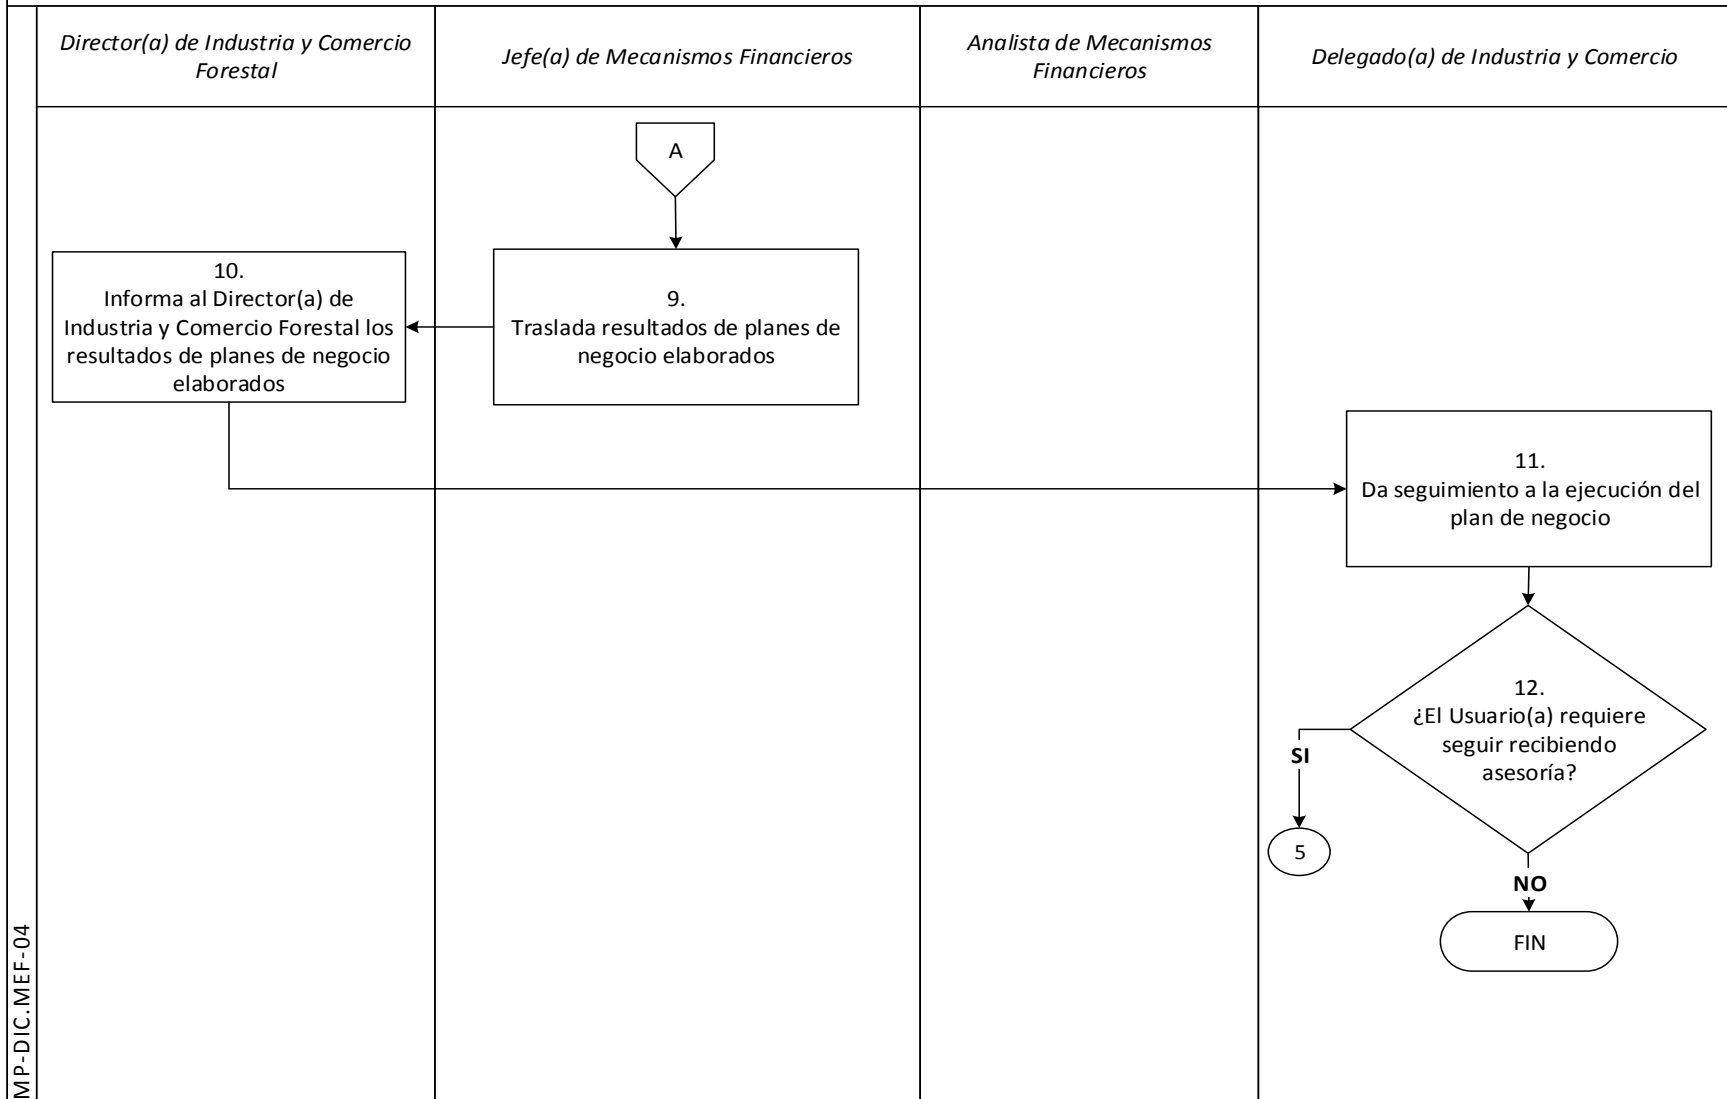 Director(a) de Industria y Comercio
Forestal
Jefe(a) de Mecanismos Financieros
Analista de Mecanismos
Financieros
Delegado(a) de Industria y Comercio
A
10.
Informa al Director(a) de
Industria y Comercio Forestal los
resultados de planes de negocio
elaborados
9.
Traslada resultados de planes de
negocio elaborados
11.
Da seguimiento a la ejecución del
plan de negocio
12.
¿El Usuario(a) requiere
seguir recibiendo
asesoría?
SI
5
NO
FIN
MP-DIC.MEF-04